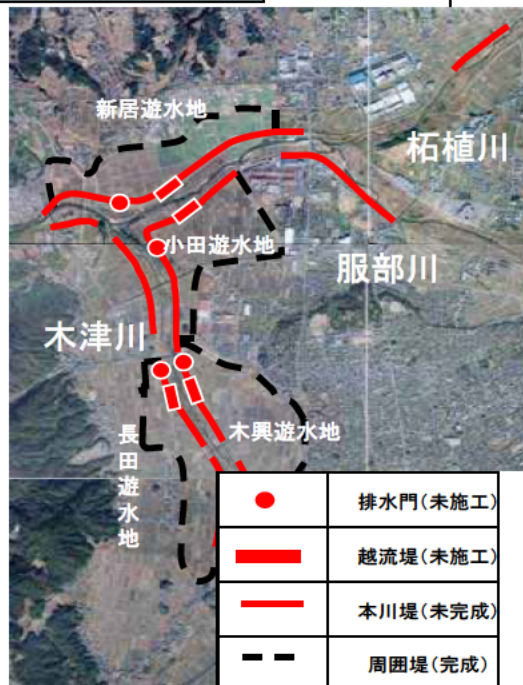 新居遊水地
柘植川
小田遊水地
服部川
木津川
木興遊水地
長田遊水地
排水門(未施工)
越流堤(未施工)
本川堤(未完成)
周囲堤(完成)